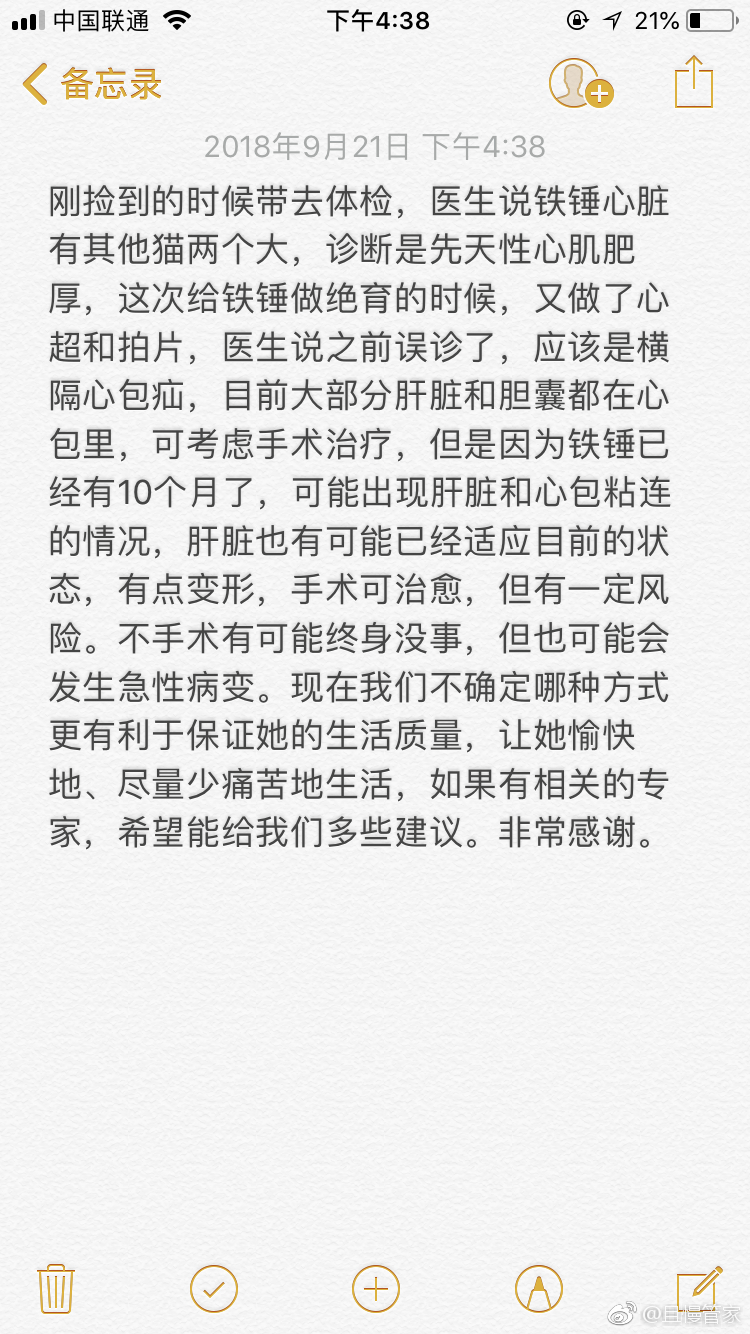 中国联通
下午4:38
21%
备忘录
2018年9月21日 下午4:38
刚捡到的时候带去体检，医生说铁锤心脏
有其他猫两个大，诊断是先天性心肌肥
厚，这次给铁锤做绝育的时候，又做了心
超和拍片，医生说之前误诊了，应该是横
隔心包疝，目前大部分肝脏和胆囊都在心
包里，可考虑手术治疗，但是因为铁锤已
经有10个月了，可能出现肝脏和心包粘连
的情况，肝脏也有可能已经适应目前的状
态，有点变形，手术可治愈，但有一定风
险。不手术有可能终身没事，但也可能会
发生急性病变。现在我们不确定哪种方式
更有利于保证她的生活质量，让她愉快
地、尽量少痛苦地生活，如果有相关的专
家，希望能给我们多些建议。非常感谢。
@且慢管家